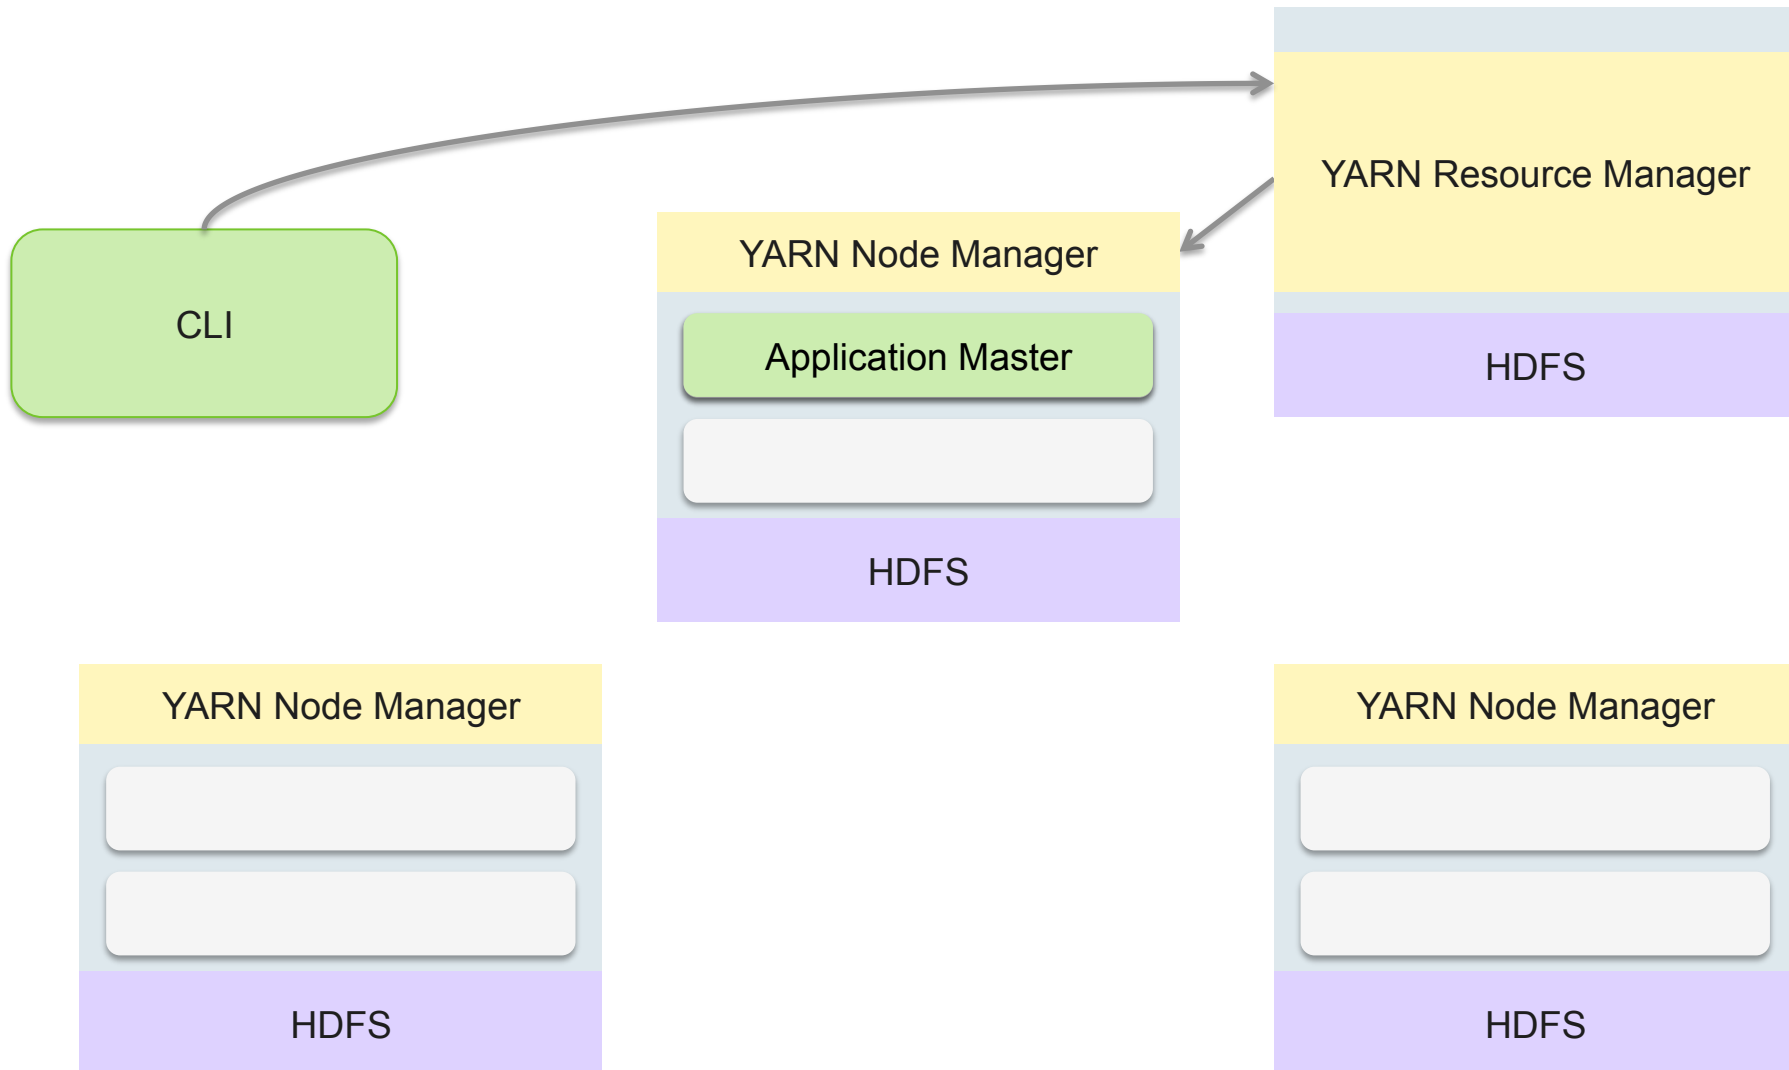 YARN Resource Manager
YARN Node Manager
CLI
Application Master
HDFS
HDFS
YARN Node Manager
YARN Node Manager
HDFS
HDFS